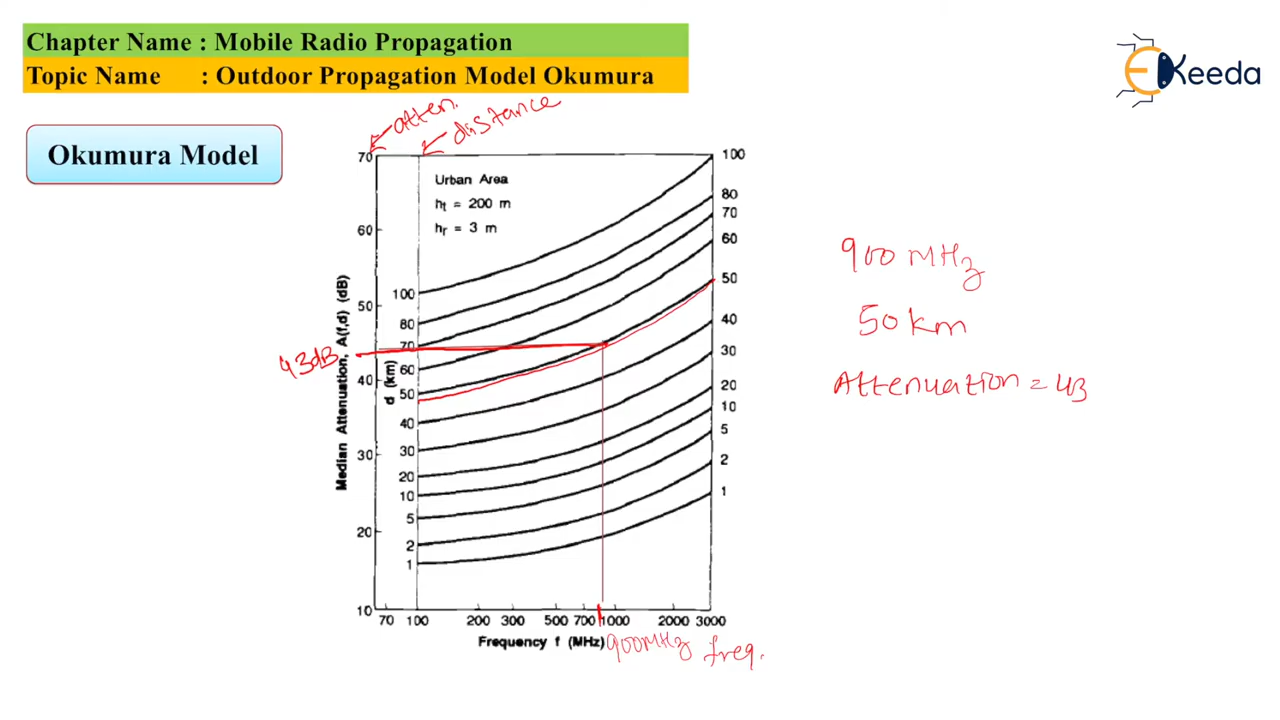 Chapter Name : Mobile Radio Propagation
Topic Name : Outdoor Propagation Model Okumura
EKeeda
Okumura Model
atten.
distance
70
60
50
40
30
20
10
Median Attenuation, A(f,d) (dB)
43dB
d (km)
100
80
70
60
50
40
30
20
10
5
2
1
Urban Area
ht = 200 m
hr = 3 m
100
80
70
60
50
40
30
20
10
5
2
1
70 100 200 300 500 700 1000 2000 3000
Frequency f (MHz)
900MHz freq.
900 MHz
50 km
Attenuation = 43